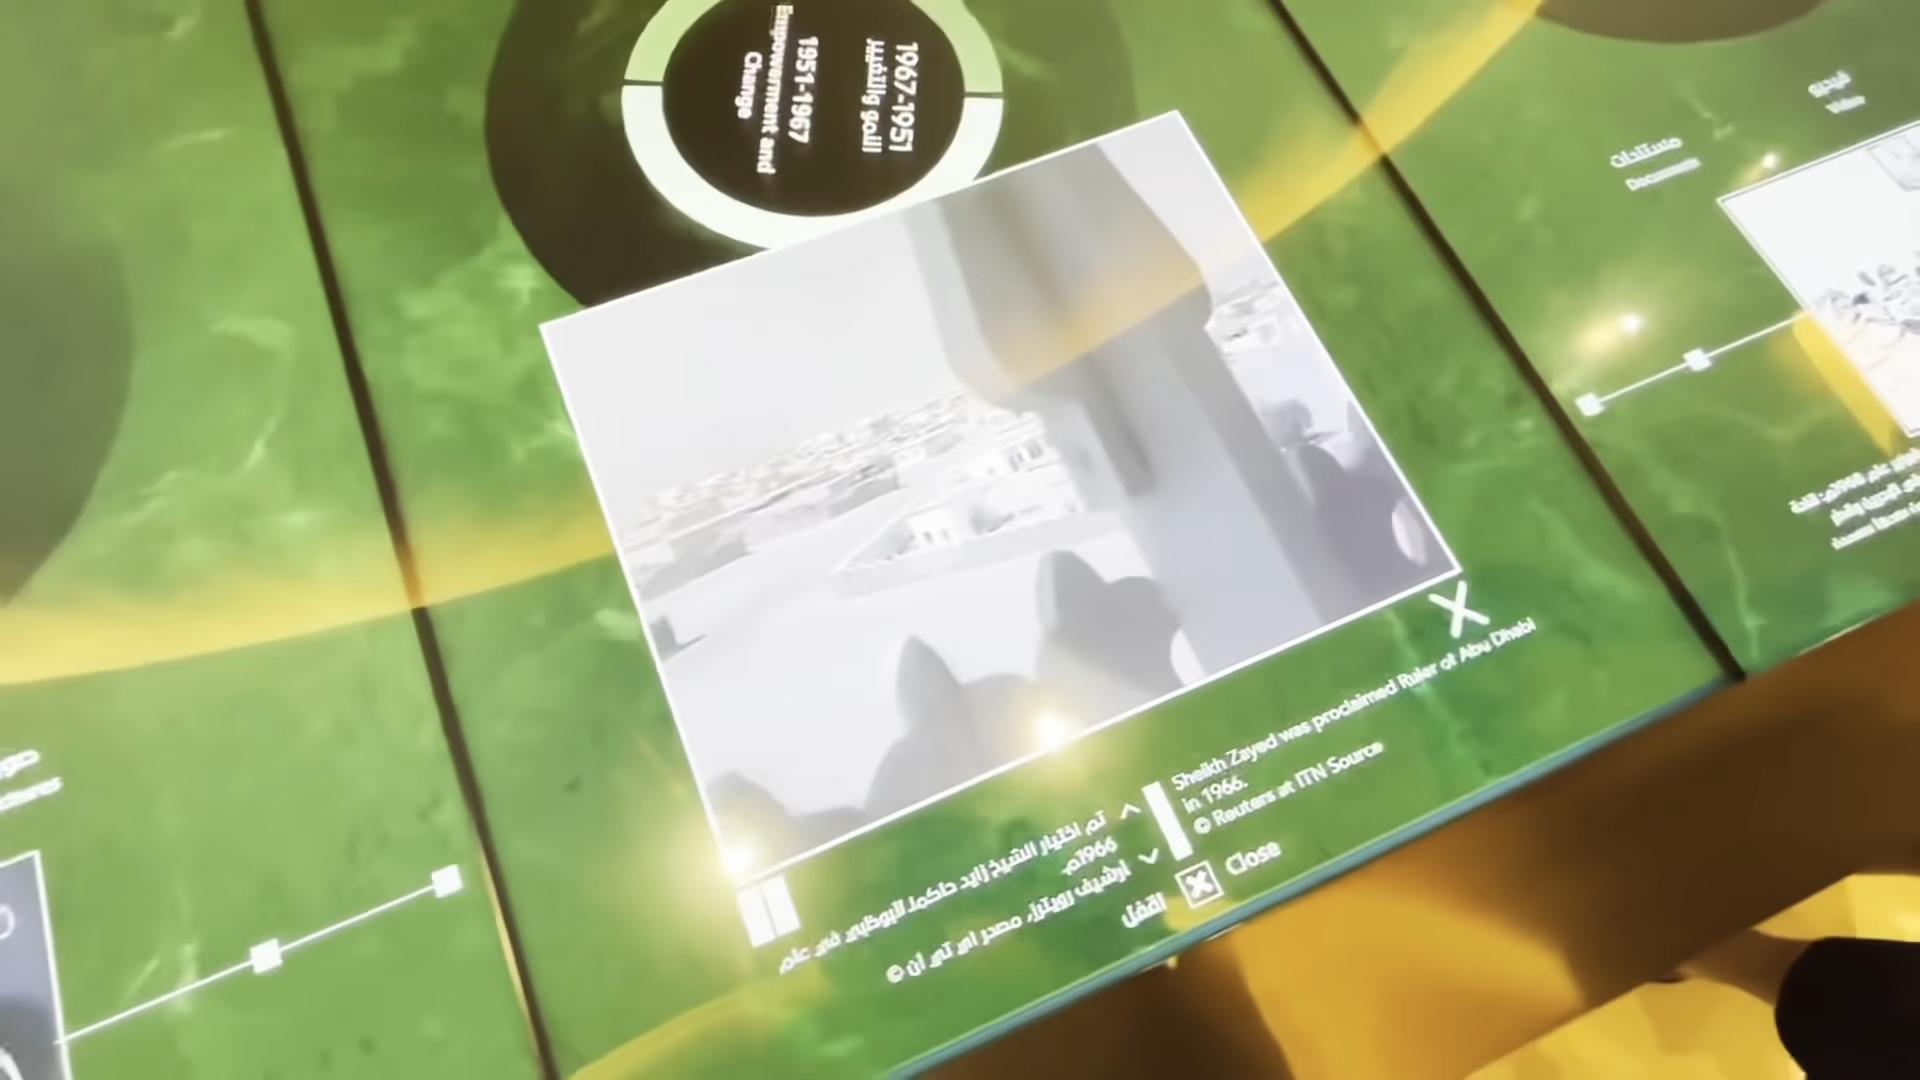 1967-1951
النمو والتغيير
1951-1967
Empowerment and
Change
فيديو
Video
مستندات
Documents
Sheikh Zayed was proclaimed Ruler of Abu Dhabi
in 1966.
© Reuters at ITN Source
تم اختيار الشيخ زايد حاكما لأبوظبي في عام
1966م.
أرشيف رويترز، مصدر اي تي ان ©
Close
اقفل